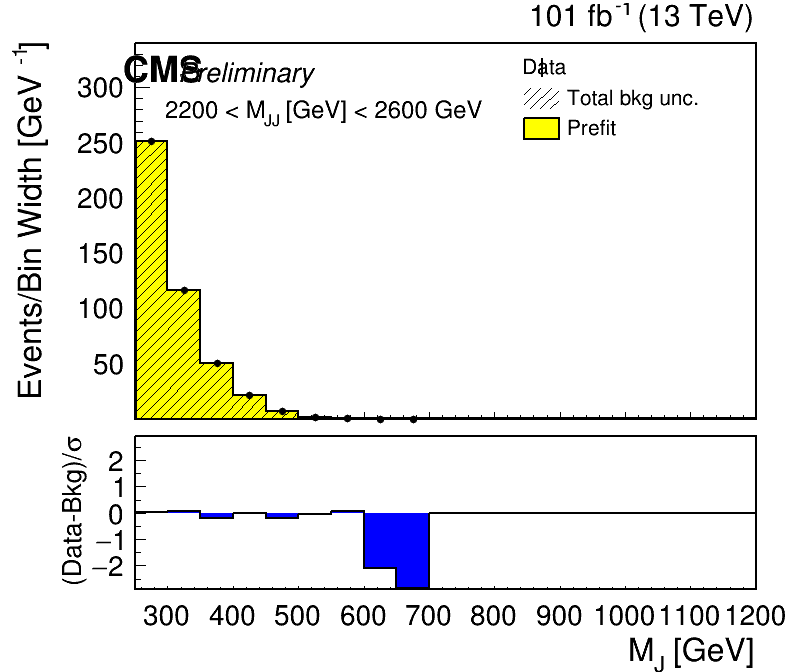 101 fb⁻¹ (13 TeV)
CMS Preliminary
2200 < M_JJ [GeV] < 2600 GeV
Data
Total bkg unc.
Prefit
Events/Bin Width [GeV⁻¹]
300
250
200
150
100
50
(Data-Bkg)/σ
2
1
0
−1
−2
300 400 500 600 700 800 900 1000 1100 1200
M_J [GeV]